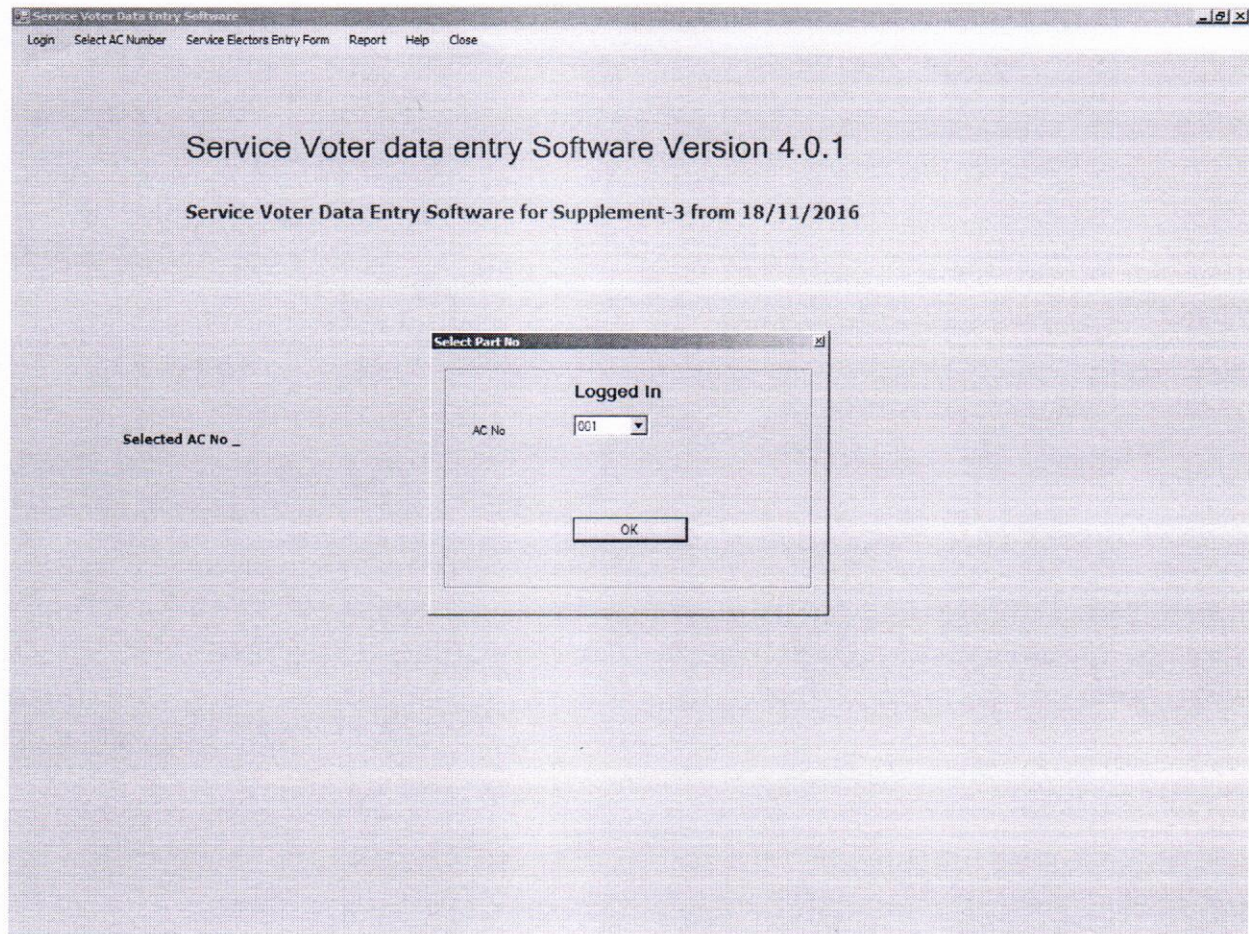 Service Voter Data Entry Software
Login Select AC Number Service Electors Entry Form Report Help Close
Service Voter data entry Software Version 4.0.1
Service Voter Data Entry Software for Supplement-3 from 18/11/2016
Select Part No
Logged In
AC No 001
Selected AC No _
OK